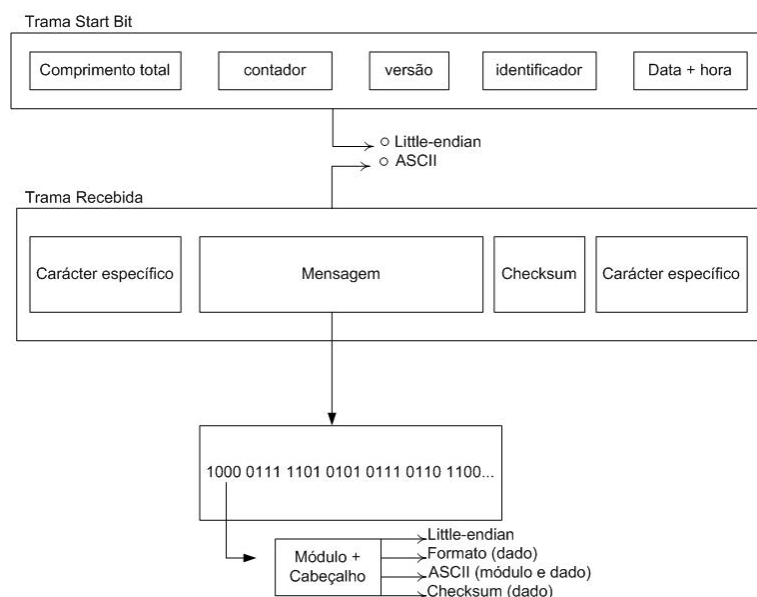 Trama Start Bit
Comprimento total
contador
versão
identificador
Data + hora
Little-endian
ASCII
Trama Recebida
Carácter específico
Mensagem
Checksum
Carácter específico
1000 0111 1101 0101 0111 0110 1100...
Módulo +
Cabeçalho
Little-endian
Formato (dado)
ASCII (módulo e dado)
Checksum (dado)